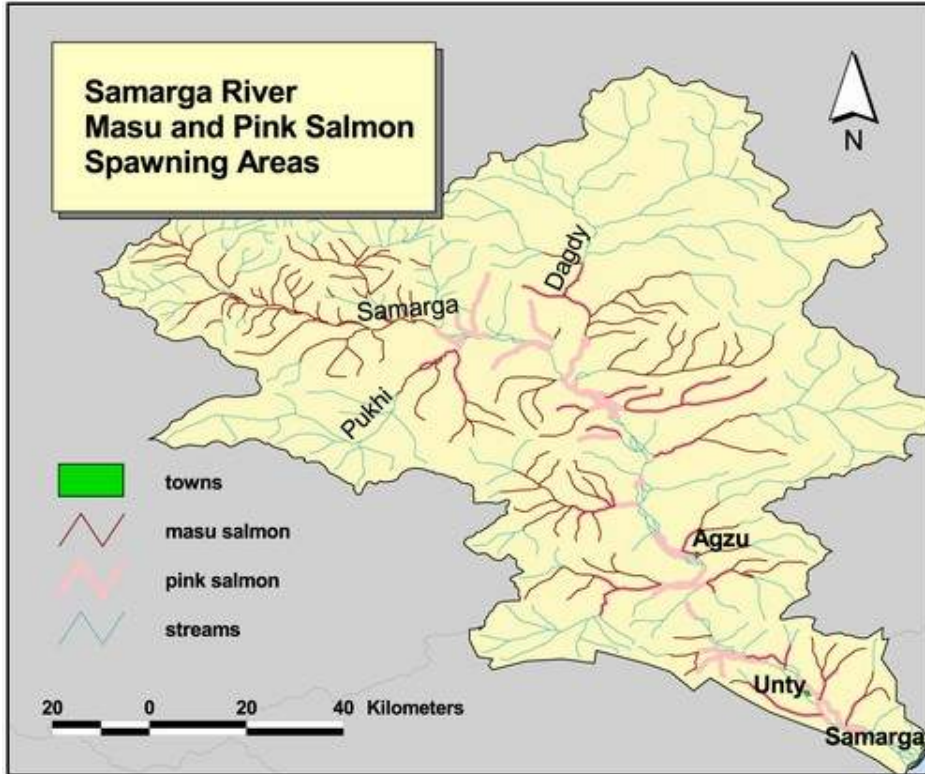 Samarga River
Masu and Pink Salmon
Spawning Areas
N
Dagdy
Samarga
Pukhi
towns
masu salmon
Agzu
pink salmon
streams
Unty
20 0 20 40 Kilometers
Samarga